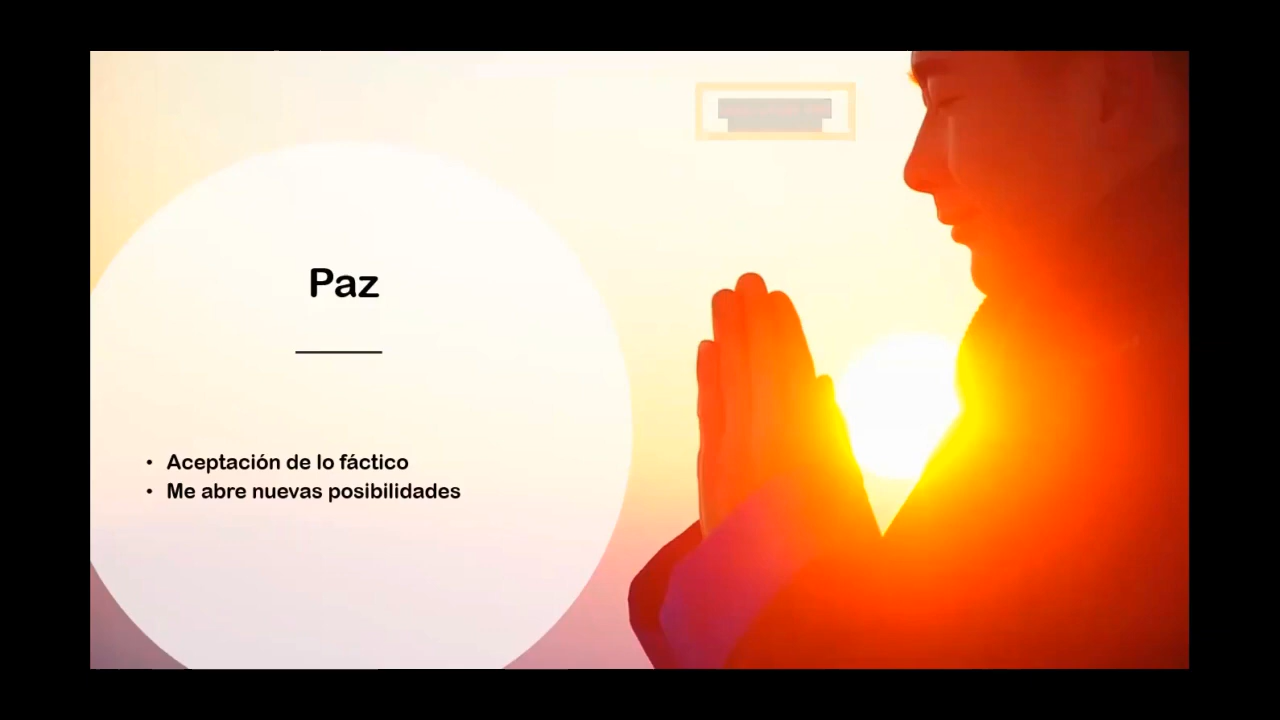 Paz
• Aceptación de lo fáctico
• Me abre nuevas posibilidades